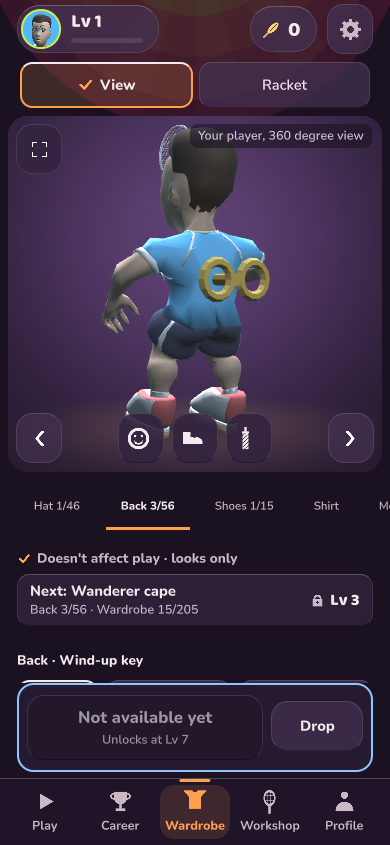 Lv 1
0
View
Racket
Your player, 360 degree view
Hat 1/46
Back 3/56
Shoes 1/15
Shirt
Doesn't affect play · looks only
Next: Wanderer cape
Back 3/56 · Wardrobe 15/205
Lv 3
Back · Wind-up key
Not available yet
Unlocks at Lv 7
Drop
Play
Career
Wardrobe
Workshop
Profile